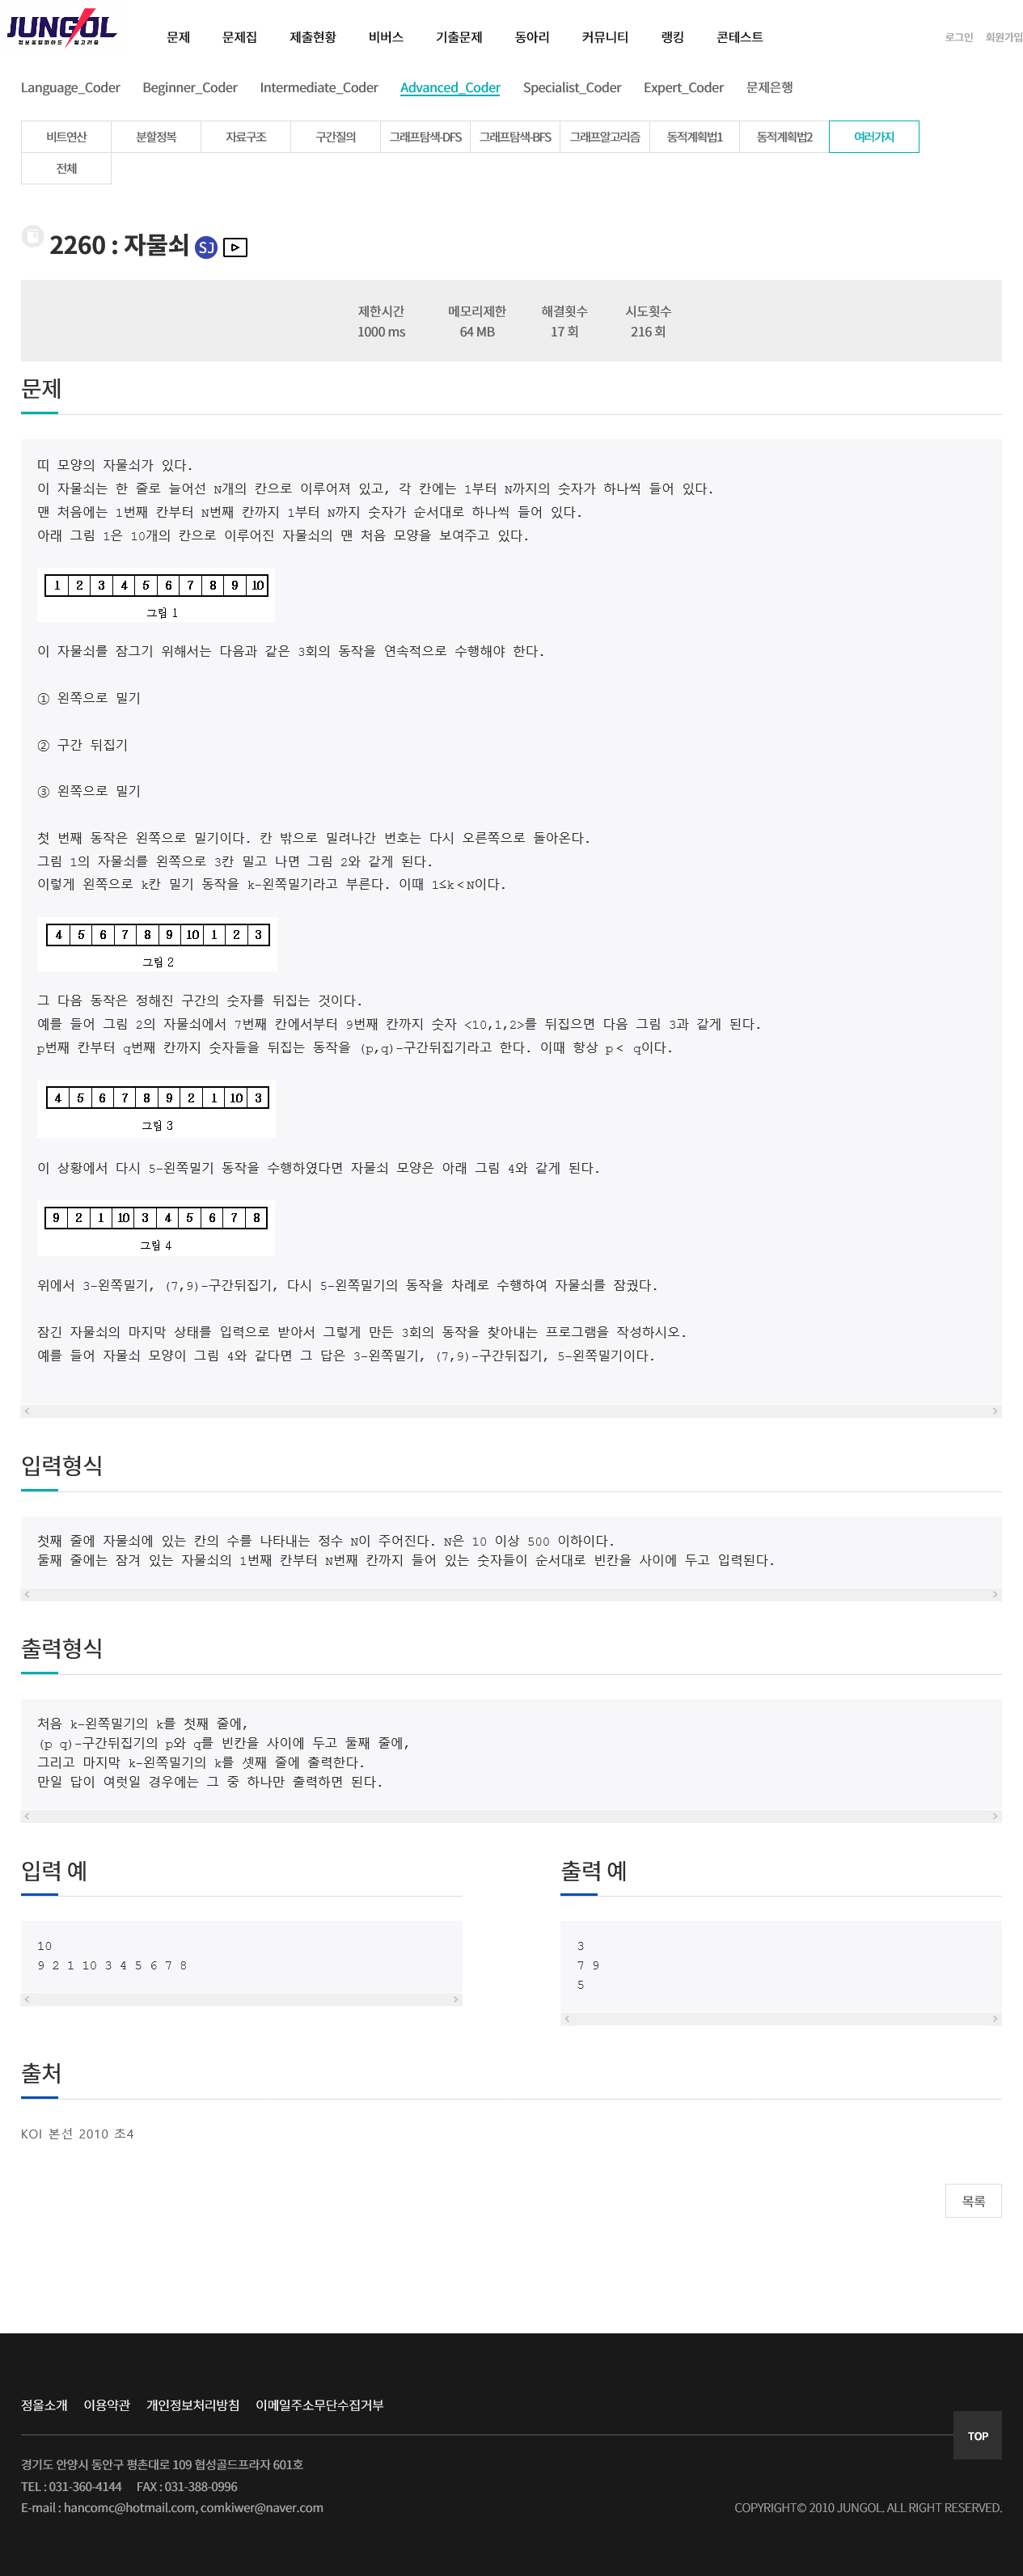 JUNGOL
정보올림피아드 빌고리즘
문제 문제집 제출현황 비버스 기출문제 동아리 커뮤니티 랭킹 콘테스트
로그인 회원가입
Language_Coder Beginner_Coder Intermediate_Coder Advanced_Coder Specialist_Coder Expert_Coder 문제은행
비트연산 분할정복 자료구조 구간질의 그래프탐색-DFS 그래프탐색-BFS 그래프알고리즘 동적계획법1 동적계획법2 여러가지
전체
2260 : 자물쇠 SJ
제한시간 메모리제한 해결횟수 시도횟수
1000 ms 64 MB 17 회 216 회
문제
띠 모양의 자물쇠가 있다.
이 자물쇠는 한 줄로 늘어선 N개의 칸으로 이루어져 있고, 각 칸에는 1부터 N까지의 숫자가 하나씩 들어 있다.
맨 처음에는 1번째 칸부터 N번째 칸까지 1부터 N까지 숫자가 순서대로 하나씩 들어 있다.
아래 그림 1은 10개의 칸으로 이루어진 자물쇠의 맨 처음 모양을 보여주고 있다.
1 2 3 4 5 6 7 8 9 10
그림 1
이 자물쇠를 잠그기 위해서는 다음과 같은 3회의 동작을 연속적으로 수행해야 한다.
① 왼쪽으로 밀기
② 구간 뒤집기
③ 왼쪽으로 밀기
첫 번째 동작은 왼쪽으로 밀기이다. 칸 밖으로 밀려나간 번호는 다시 오른쪽으로 돌아온다.
그림 1의 자물쇠를 왼쪽으로 3칸 밀고 나면 그림 2와 같게 된다.
이렇게 왼쪽으로 k칸 밀기 동작을 k-왼쪽밀기라고 부른다. 이때 1≤k＜N이다.
4 5 6 7 8 9 10 1 2 3
그림 2
그 다음 동작은 정해진 구간의 숫자를 뒤집는 것이다.
예를 들어 그림 2의 자물쇠에서 7번째 칸에서부터 9번째 칸까지 숫자 <10,1,2>를 뒤집으면 다음 그림 3과 같게 된다.
p번째 칸부터 q번째 칸까지 숫자들을 뒤집는 동작을 (p,q)-구간뒤집기라고 한다. 이때 항상 p＜ q이다.
4 5 6 7 8 9 2 1 10 3
그림 3
이 상황에서 다시 5-왼쪽밀기 동작을 수행하였다면 자물쇠 모양은 아래 그림 4와 같게 된다.
9 2 1 10 3 4 5 6 7 8
그림 4
위에서 3-왼쪽밀기, (7,9)-구간뒤집기, 다시 5-왼쪽밀기의 동작을 차례로 수행하여 자물쇠를 잠궜다.
잠긴 자물쇠의 마지막 상태를 입력으로 받아서 그렇게 만든 3회의 동작을 찾아내는 프로그램을 작성하시오.
예를 들어 자물쇠 모양이 그림 4와 같다면 그 답은 3-왼쪽밀기, (7,9)-구간뒤집기, 5-왼쪽밀기이다.
입력형식
첫째 줄에 자물쇠에 있는 칸의 수를 나타내는 정수 N이 주어진다. N은 10 이상 500 이하이다.
둘째 줄에는 잠겨 있는 자물쇠의 1번째 칸부터 N번째 칸까지 들어 있는 숫자들이 순서대로 빈칸을 사이에 두고 입력된다.
출력형식
처음 k-왼쪽밀기의 k를 첫째 줄에,
(p q)-구간뒤집기의 p와 q를 빈칸을 사이에 두고 둘째 줄에,
그리고 마지막 k-왼쪽밀기의 k를 셋째 줄에 출력한다.
만일 답이 여럿일 경우에는 그 중 하나만 출력하면 된다.
입력 예
10
9 2 1 10 3 4 5 6 7 8
출력 예
3
7 9
5
출처
KOI 본선 2010 초4
목록
정올소개 이용약관 개인정보처리방침 이메일주소무단수집거부
TOP
경기도 안양시 동안구 평촌대로 109 협성골드프라자 601호
TEL : 031-360-4144 FAX : 031-388-0996
E-mail : hancomc@hotmail.com, comkiwer@naver.com
COPYRIGHT© 2010 JUNGOL. ALL RIGHT RESERVED.